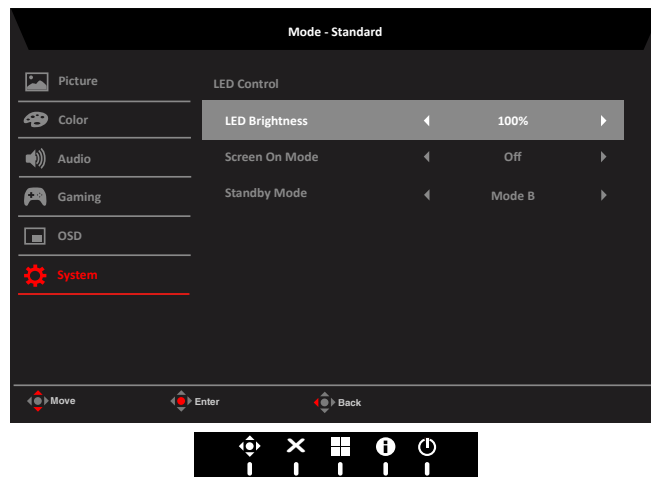 Mode - Standard
Picture
Color
Audio
Gaming
OSD
System
LED Control
LED Brightness 100%
Screen On Mode Off
Standby Mode Mode B
Move Enter Back